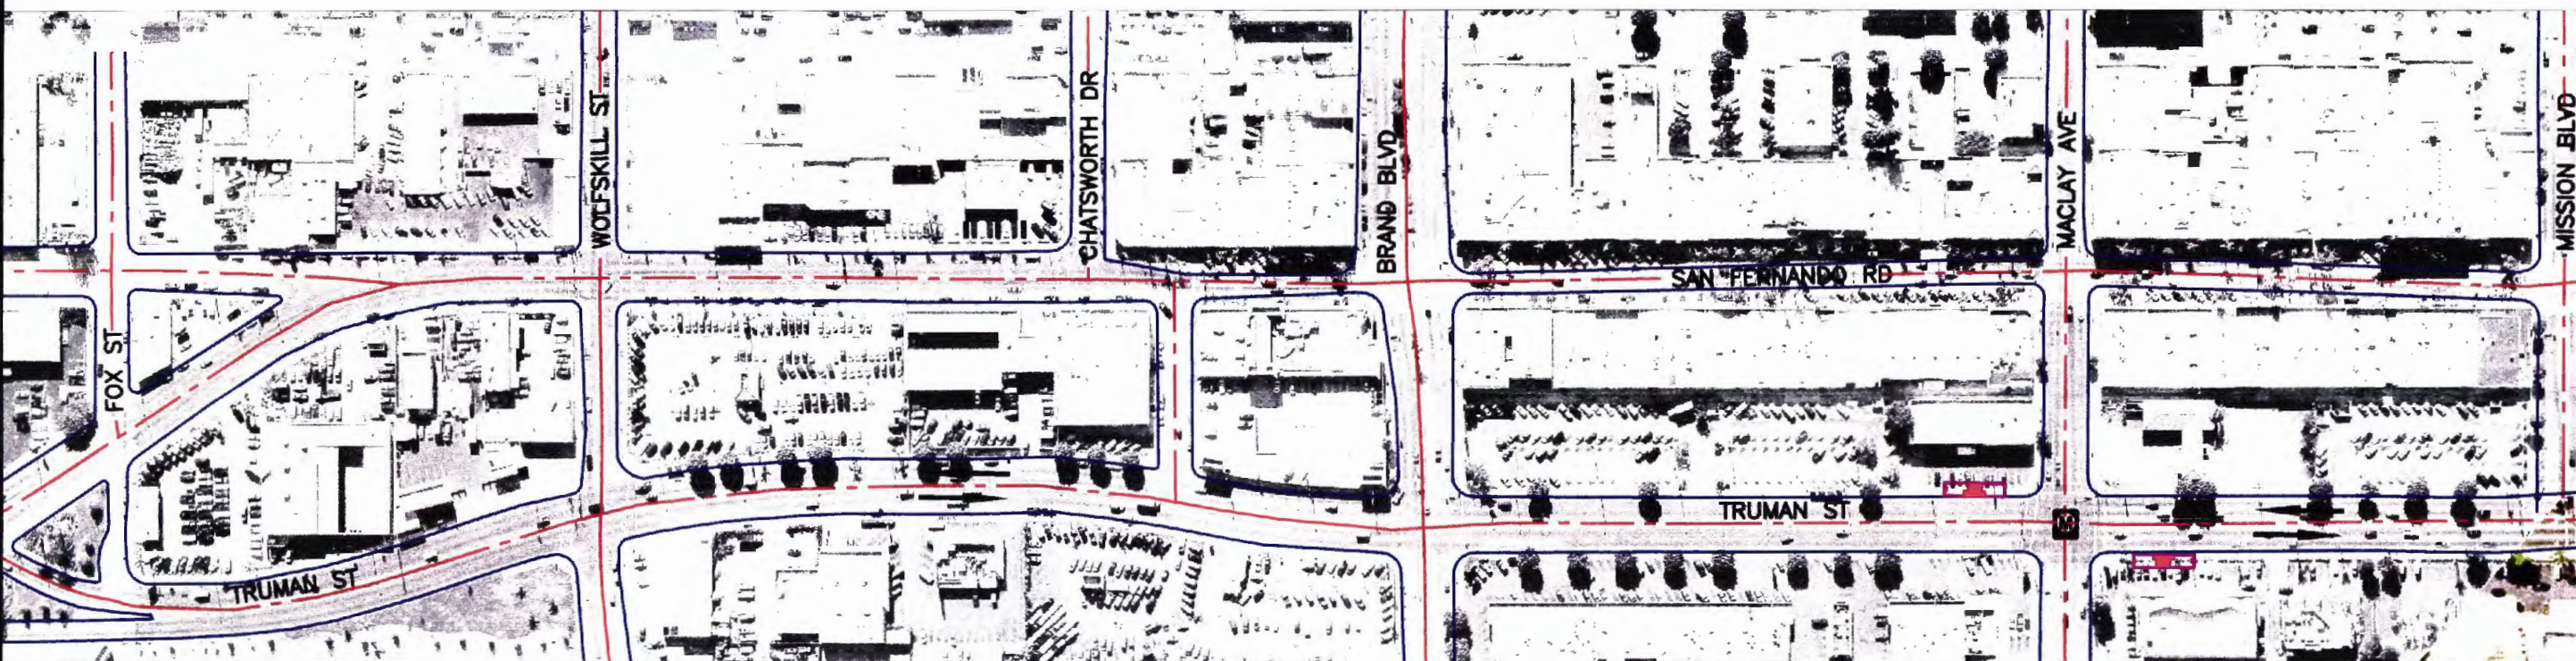 WOLFSKILL ST
CHATSWORTH DR
BRAND BLVD
MACLAY AVE
MISSION BLVD
SAN FERNANDO RD
FOX ST
TRUMAN ST
M
TRUMAN ST